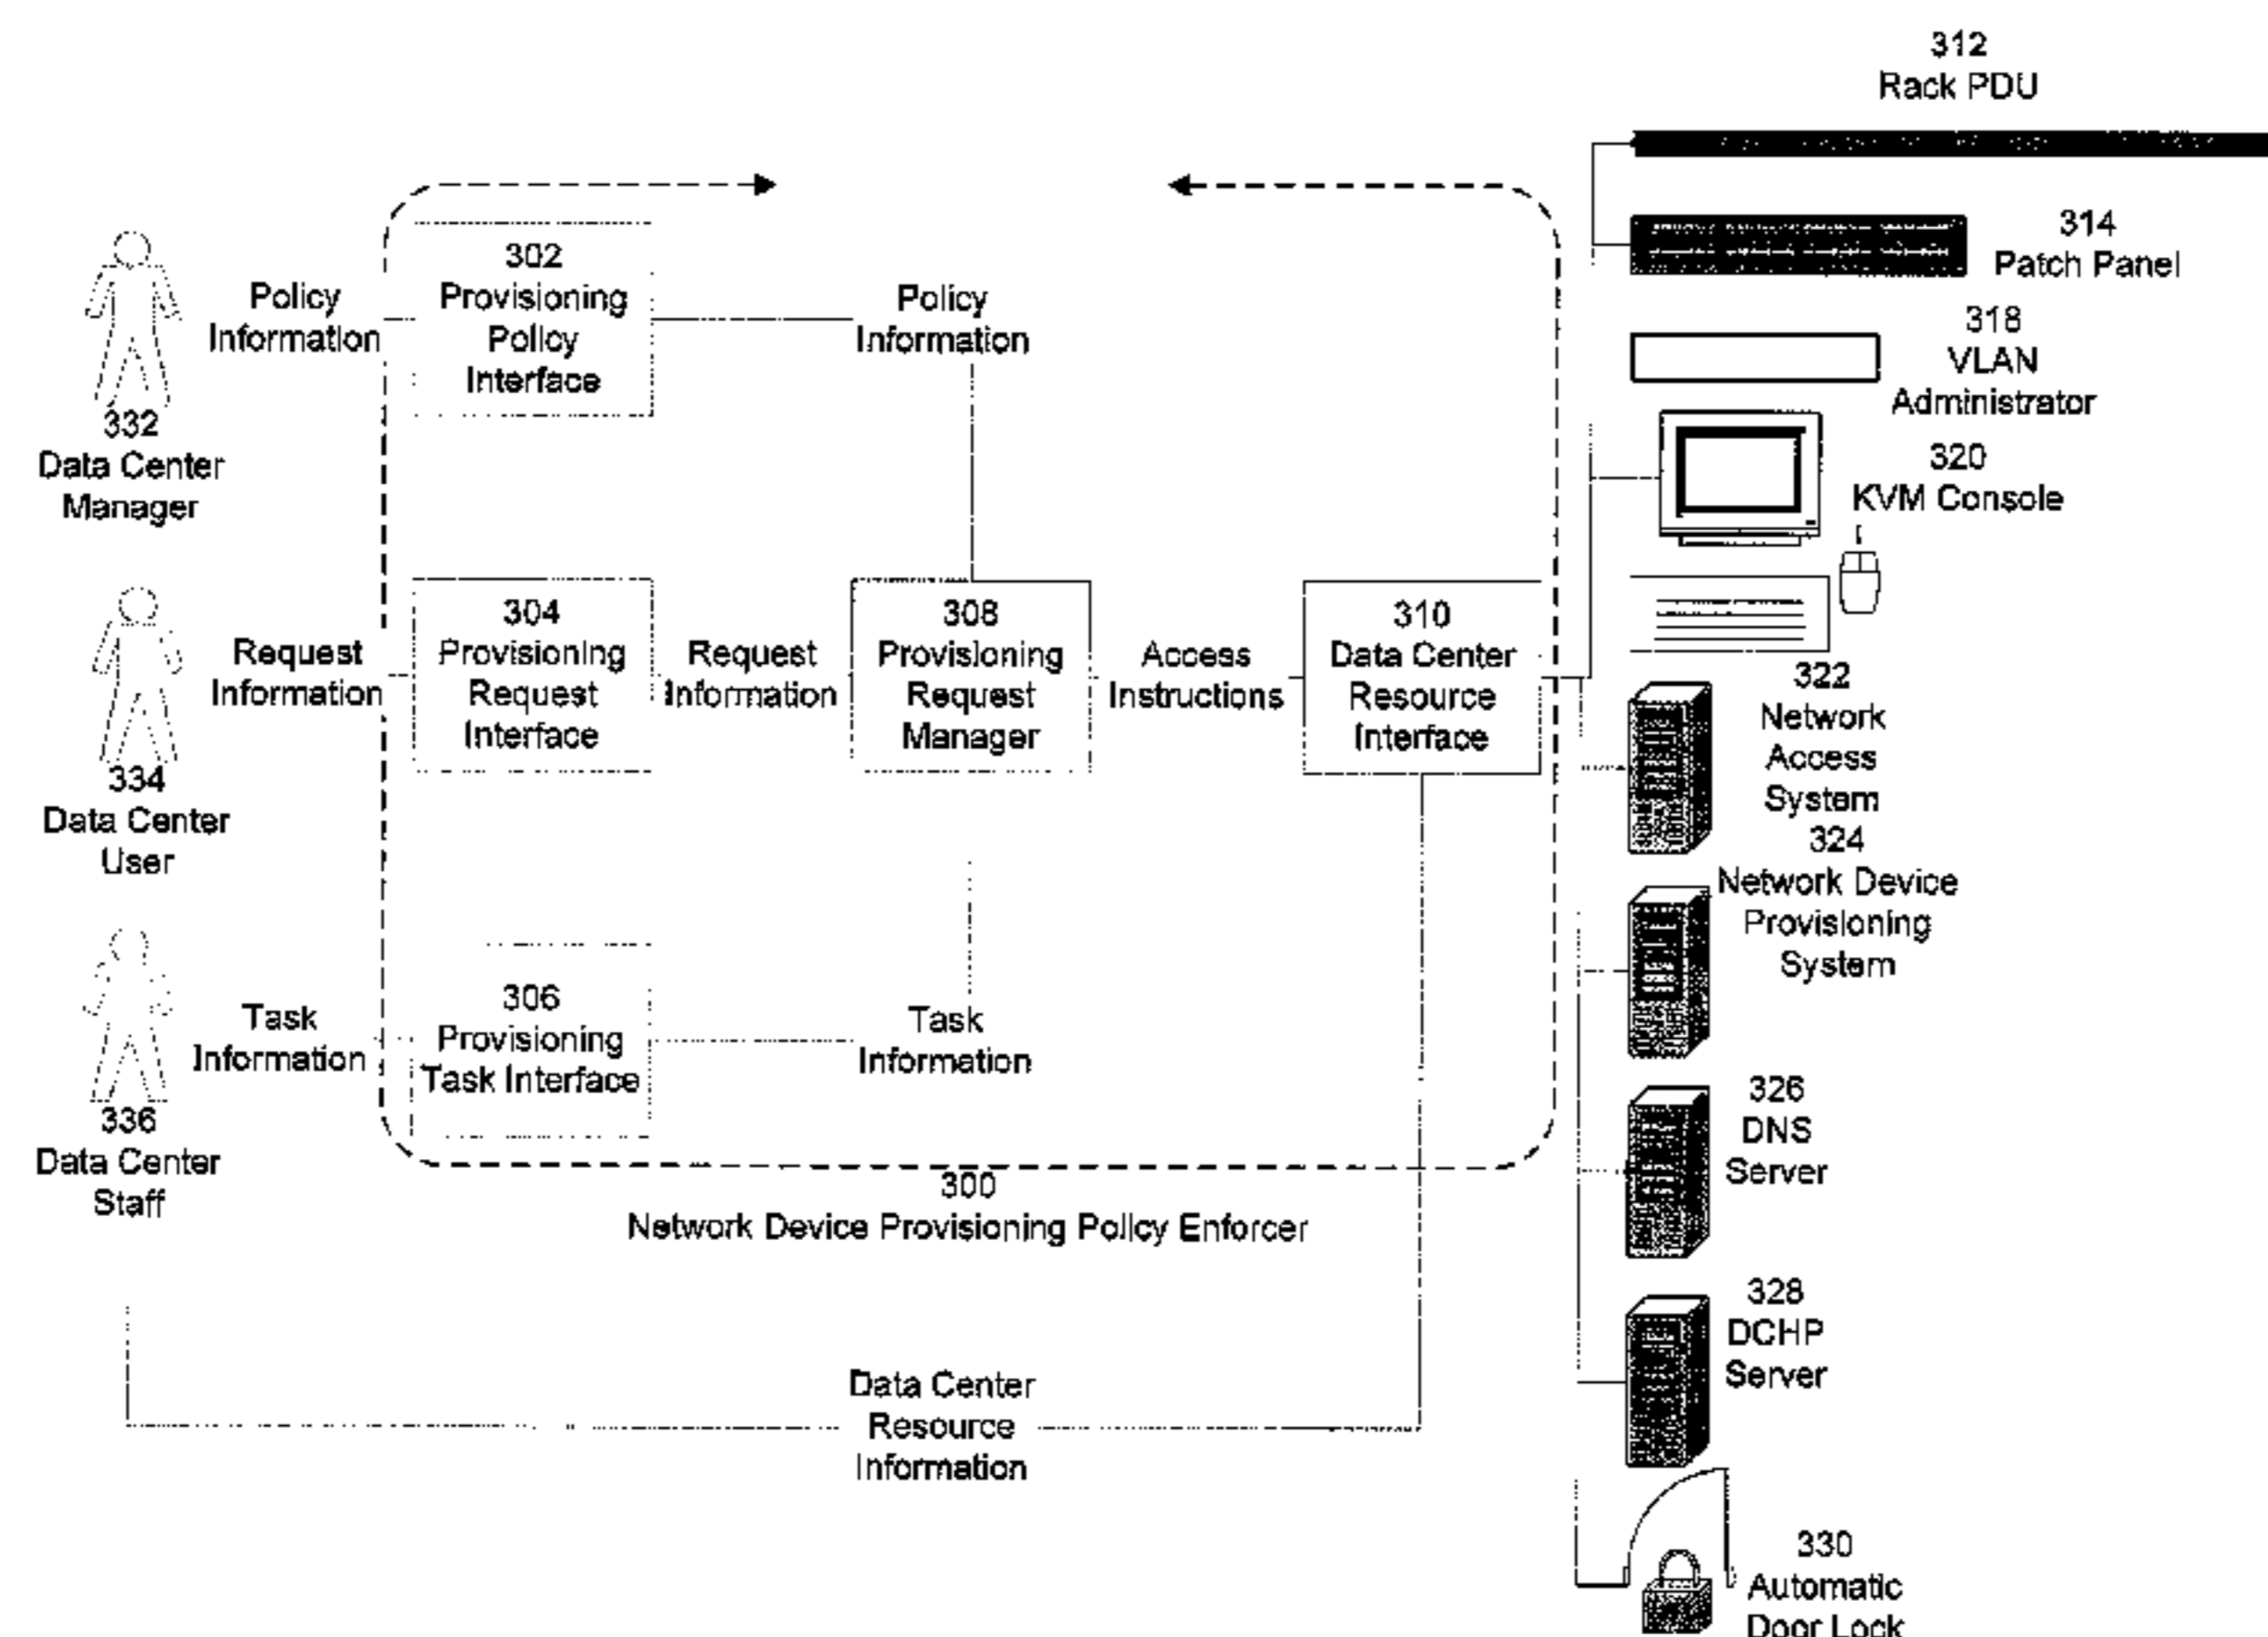 312
Rack PDU
314
Patch Panel
318
VLAN
Administrator
320
KVM Console
302
Provisioning
Policy
Interface
Policy
Information
Policy
Information
332
Data Center
Manager
304
Provisioning
Request
Interface
308
Provisioning
Request
Manager
310
Data Center
Resource
Interface
Request
Information
Request
Information
Access
Instructions
334
Data Center
User
322
Network
Access
System
324
Network Device
Provisioning
System
306
Provisioning
Task Interface
Task
Information
Task
Information
336
Data Center
Staff
326
DNS
Server
300
Network Device Provisioning Policy Enforcer
328
DCHP
Server
Data Center
Resource
Information
330
Automatic
Door Lock